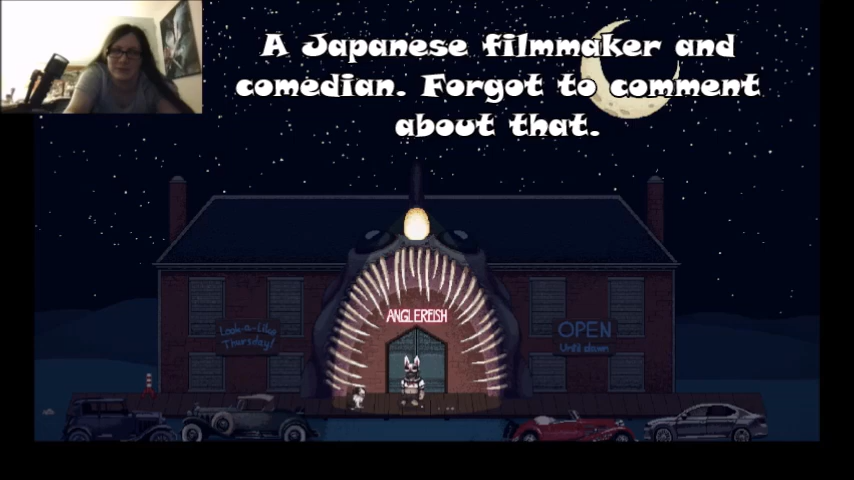 A Japanese filmmaker and
comedian. Forgot to comment
about that.
ANGLERFISH
Look-a-Like
Thursday!
OPEN
Until dawn